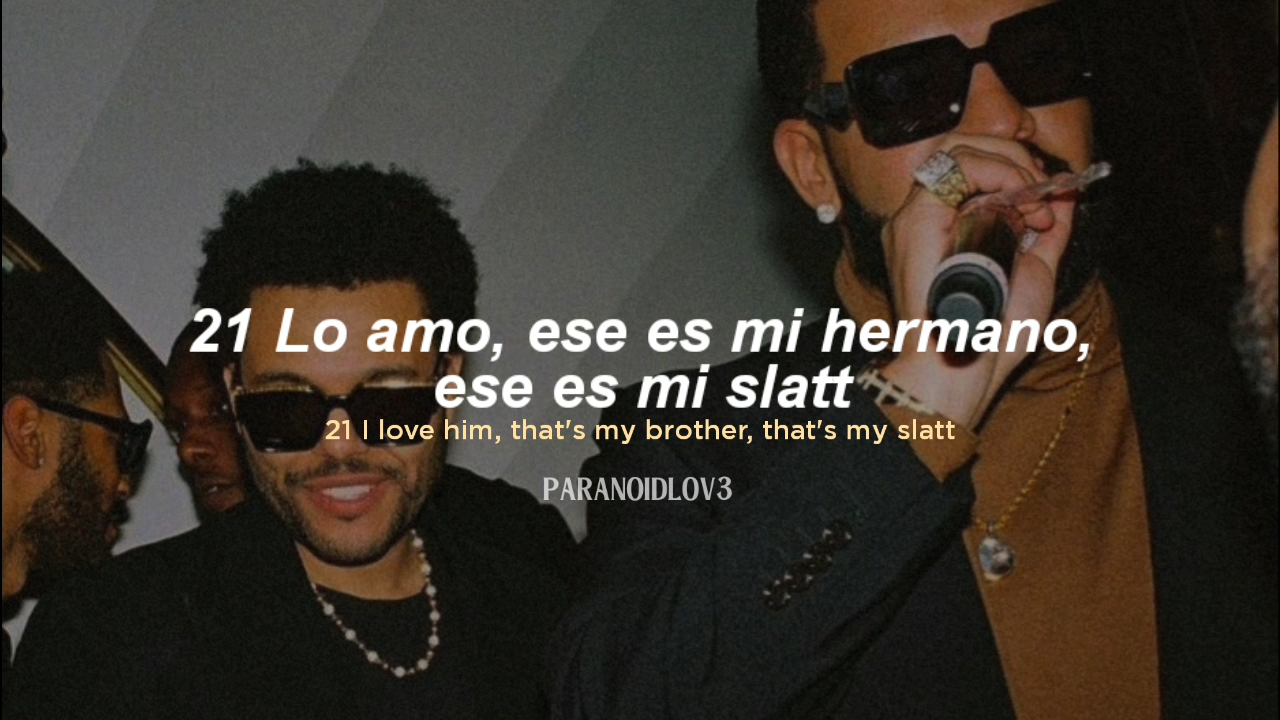 21 Lo amo, ese es mi hermano,
ese es mi slatt
21 I love him, that's my brother, that's my slatt
PARANOIDLOV3